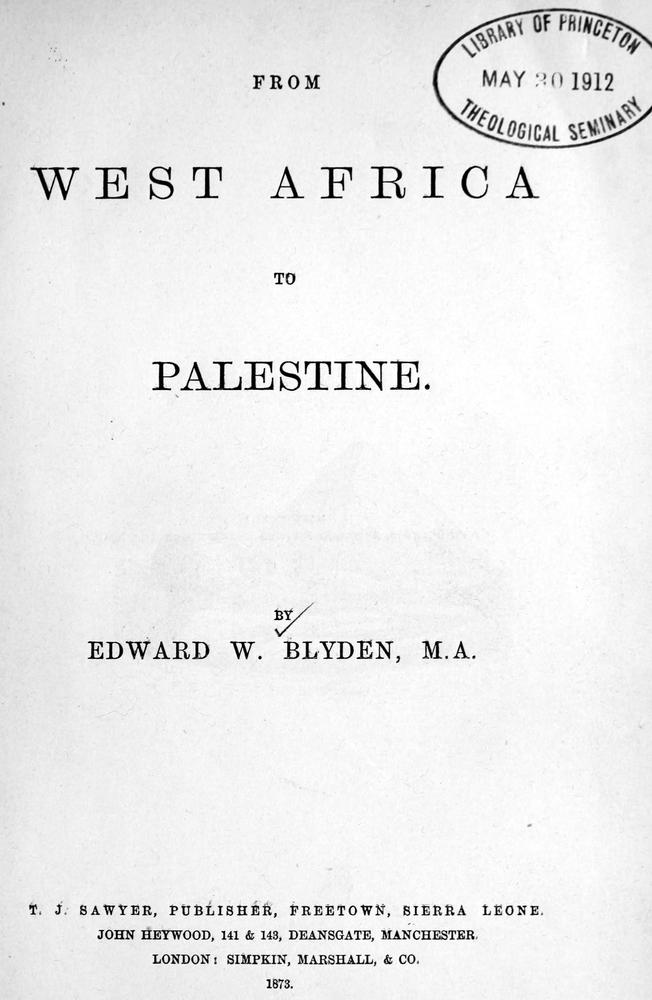 LIBRARY OF PRINCETON
MAY 20 1912
THEOLOGICAL SEMINARY
FROM
WEST AFRICA
TO
PALESTINE.
BY
EDWARD W. BLYDEN, M.A.
T. J. SAWYER, PUBLISHER, FREETOWN, SIERRA LEONE.
JOHN HEYWOOD, 141 & 143, DEANSGATE, MANCHESTER.
LONDON: SIMPKIN, MARSHALL, & CO.
1873.